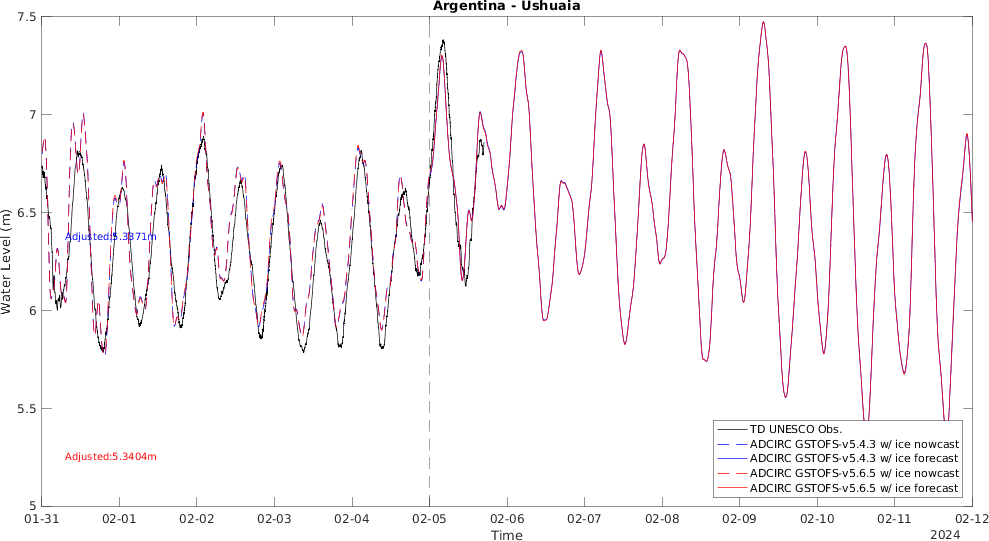 Argentina - Ushuaia
7.5
7
6.5
6
5.5
5
Water Level (m)
Adjusted:5.3371m
Adjusted:5.3404m
TD UNESCO Obs.
ADCIRC GSTOFS-v5.4.3 w/ ice nowcast
ADCIRC GSTOFS-v5.4.3 w/ ice forecast
ADCIRC GSTOFS-v5.6.5 w/ ice nowcast
ADCIRC GSTOFS-v5.6.5 w/ ice forecast
01-31 02-01 02-02 02-03 02-04 02-05 02-06 02-07 02-08 02-09 02-10 02-11 02-12
Time
2024